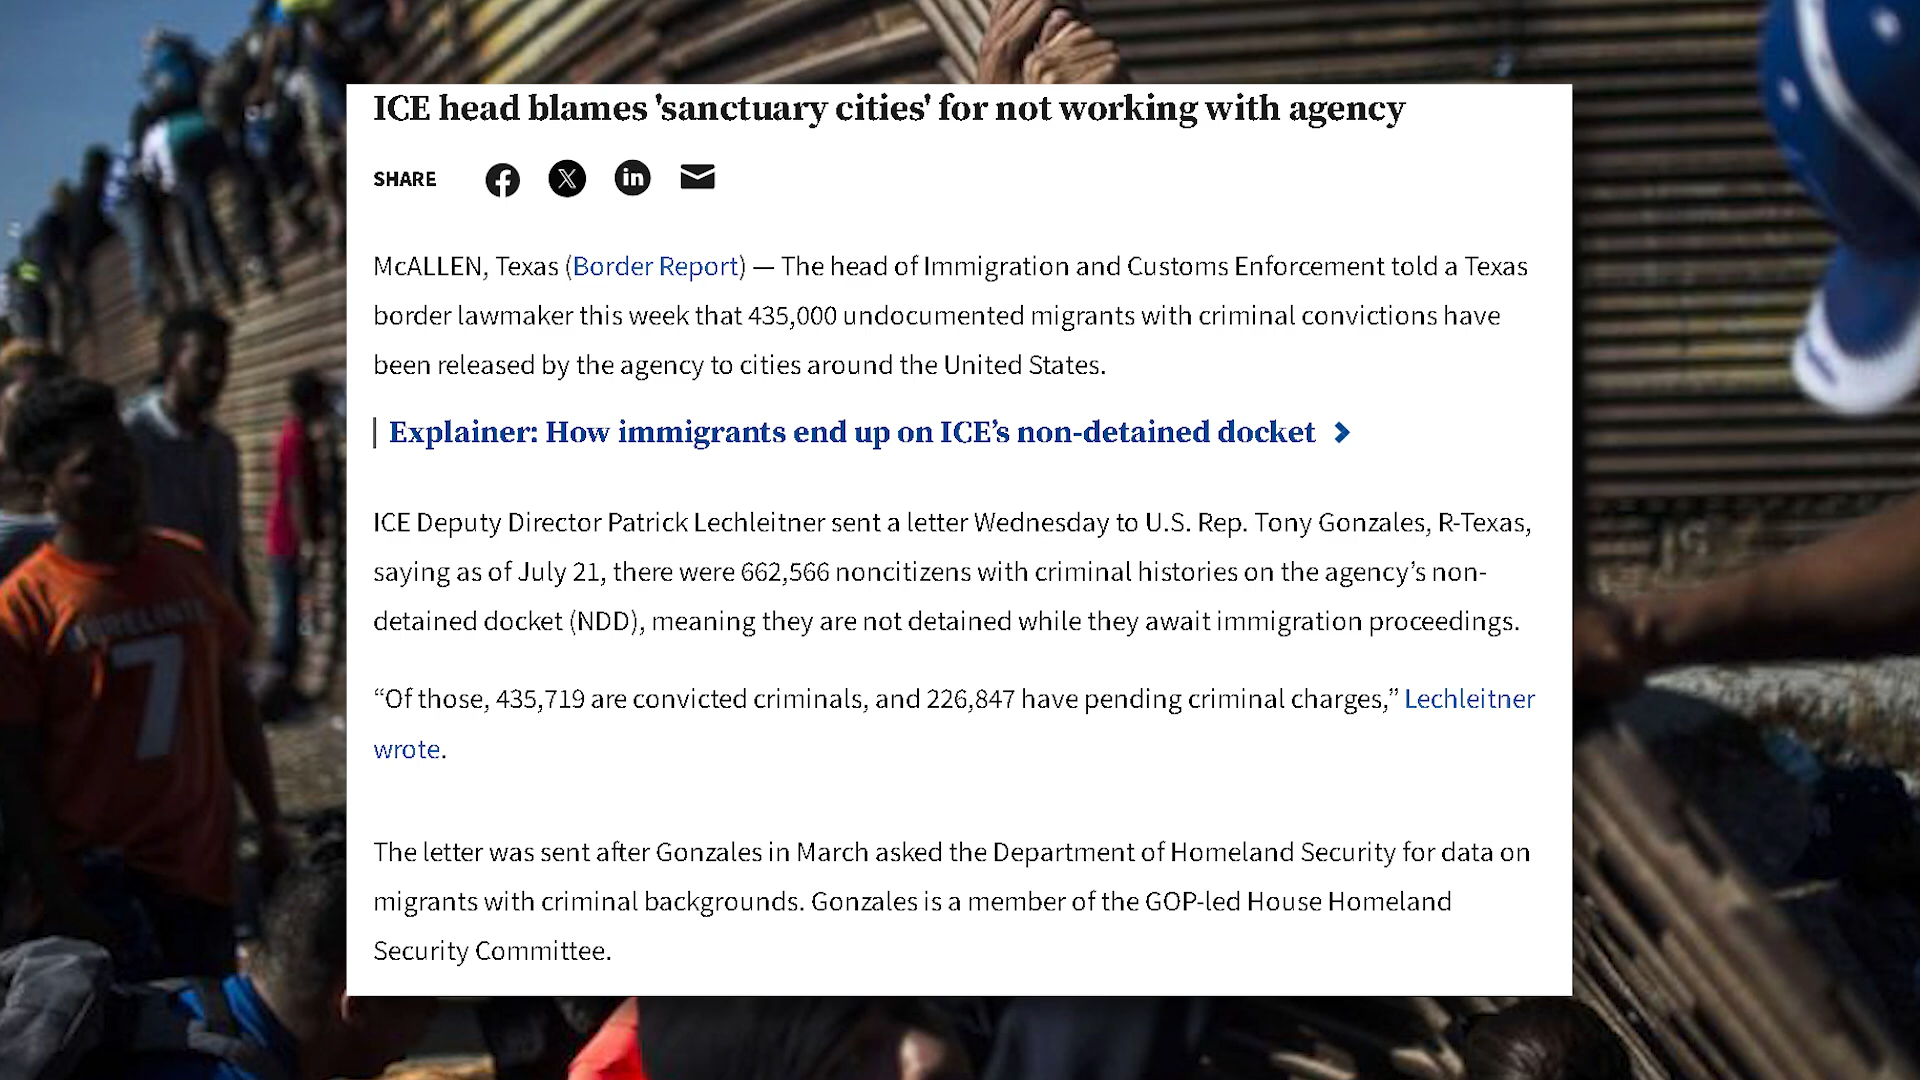 ICE head blames 'sanctuary cities' for not working with agency
SHARE
McALLEN, Texas (Border Report) — The head of Immigration and Customs Enforcement told a Texas
border lawmaker this week that 435,000 undocumented migrants with criminal convictions have
been released by the agency to cities around the United States.
Explainer: How immigrants end up on ICE’s non-detained docket
ICE Deputy Director Patrick Lechleitner sent a letter Wednesday to U.S. Rep. Tony Gonzales, R-Texas,
saying as of July 21, there were 662,566 noncitizens with criminal histories on the agency’s non-
detained docket (NDD), meaning they are not detained while they await immigration proceedings.
“Of those, 435,719 are convicted criminals, and 226,847 have pending criminal charges,” Lechleitner
wrote.
The letter was sent after Gonzales in March asked the Department of Homeland Security for data on
migrants with criminal backgrounds. Gonzales is a member of the GOP-led House Homeland
Security Committee.
7